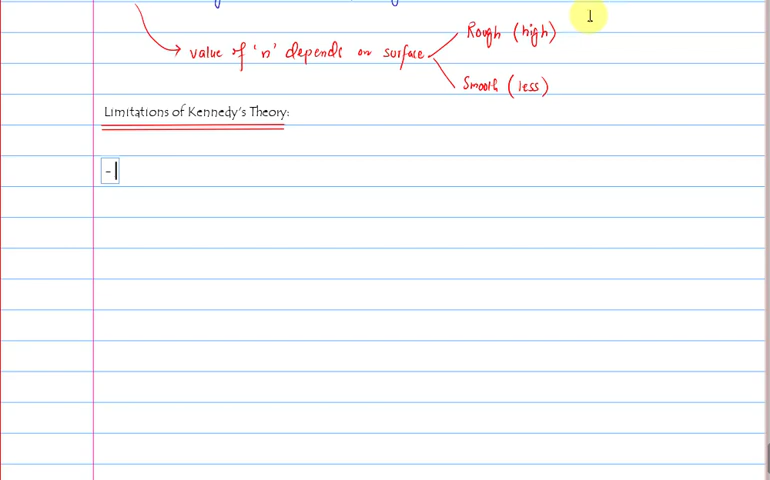 Rough (high)
value of 'n' depends on surface
Smooth (less)
Limitations of Kennedy's Theory:
-